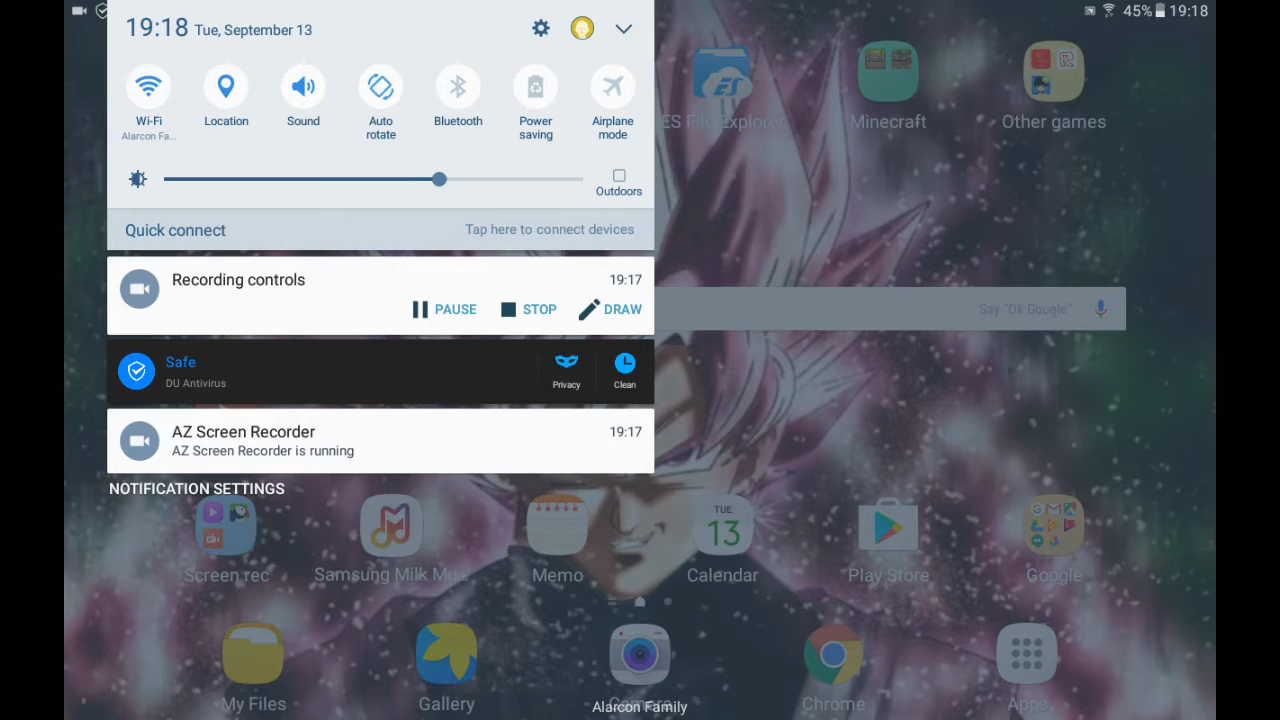 45% 19:18
19:18 Tue, September 13
Wi-Fi
Alarcon Fa...
Location
Sound
Auto
rotate
Bluetooth
Power
saving
Airplane
mode
Outdoors
Quick connect
Tap here to connect devices
Recording controls
19:17
PAUSE
STOP
DRAW
Safe
DU Antivirus
Privacy
Clean
AZ Screen Recorder
19:17
AZ Screen Recorder is running
NOTIFICATION SETTINGS
ES
ES File Explorer
Minecraft
Other games
Say "Ok Google"
Screen rec
Samsung Milk Mu...
Memo
TUE
13
Calendar
Play Store
Google
My Files
Gallery
Camera
Alarcon Family
Chrome
Apps